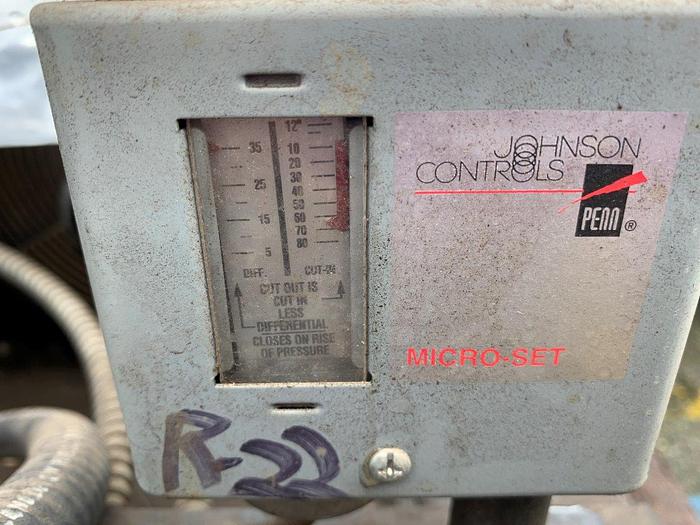 12"
35 10
20
30
25 40
50
15 60
70
5 80
DIFF. CUT-IN
CUT OUT IS
CUT IN
LESS
DIFFERENTIAL
CLOSES ON RISE
OF PRESSURE
JOHNSON
CONTROLS
PENN ®
MICRO-SET
R-22